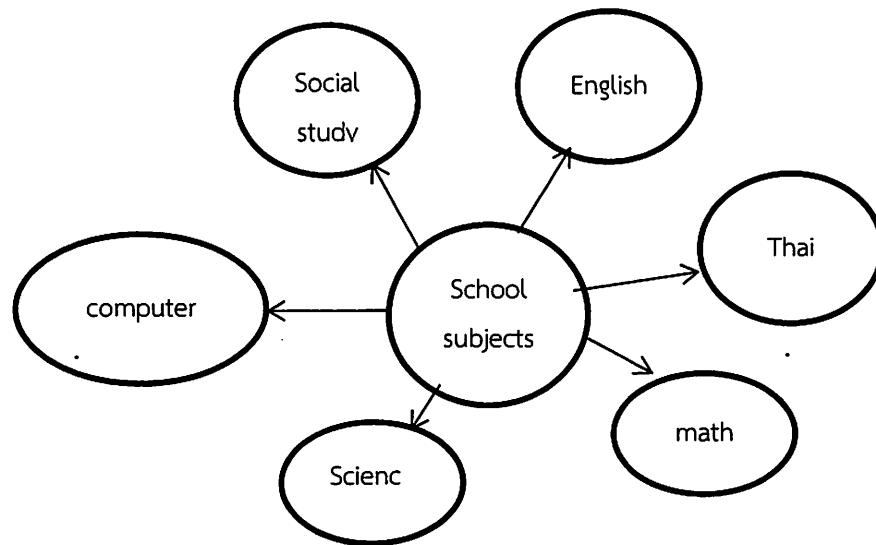 Social
study
English
Thai
School
subjects
computer
math
Scienc